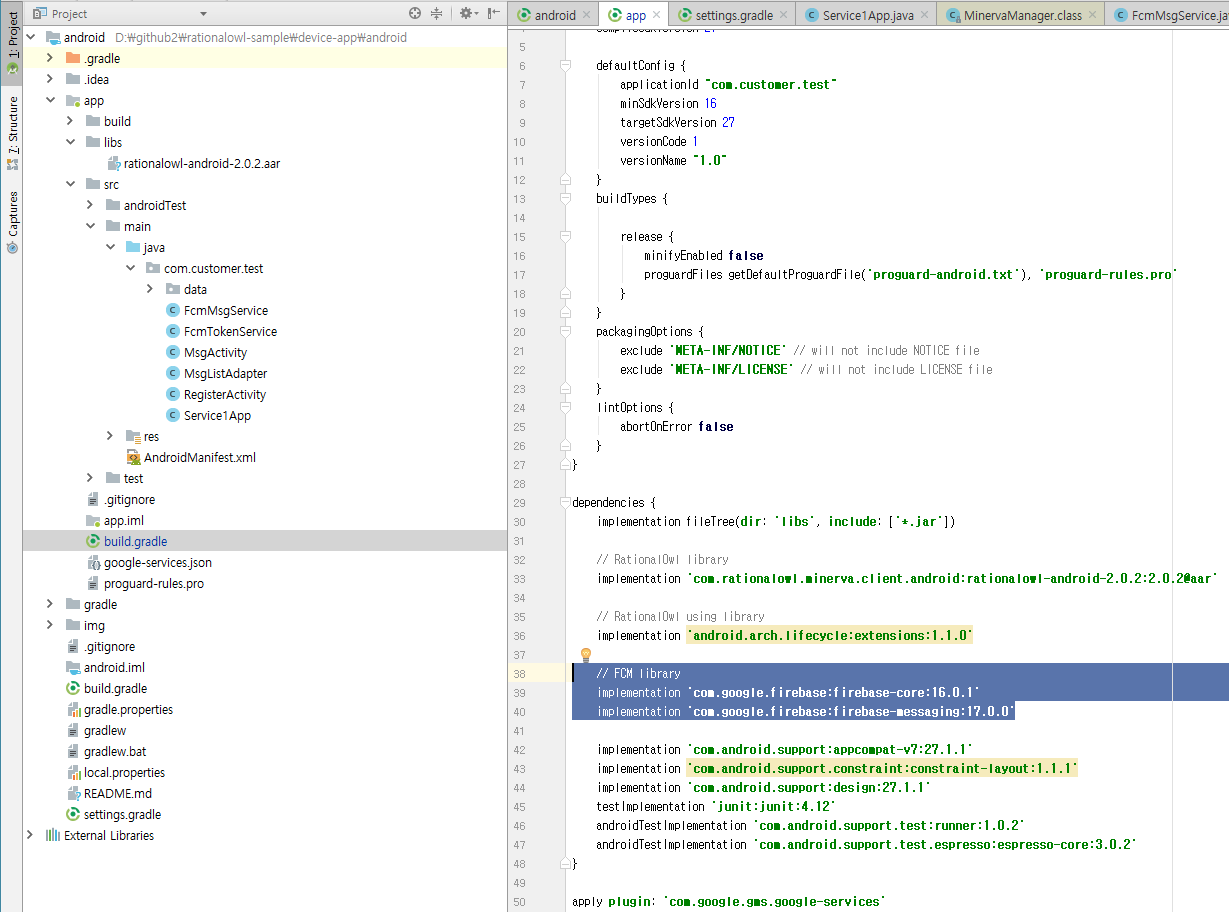 1: Project
7: Structure
Captures
Project
android D:￦github2￦rationalowl-sample￦device-app￦android
.gradle
.idea
app
build
libs
rationalowl-android-2.0.2.aar
src
androidTest
main
java
com.customer.test
data
FcmMsgService
FcmTokenService
MsgActivity
MsgListAdapter
RegisterActivity
Service1App
res
AndroidManifest.xml
test
.gitignore
app.iml
build.gradle
google-services.json
proguard-rules.pro
gradle
img
.gitignore
android.iml
build.gradle
gradle.properties
gradlew
gradlew.bat
local.properties
README.md
settings.gradle
External Libraries
android app settings.gradle Service1App.java MinervaManager.class FcmMsgService.ja
5
6 defaultConfig {
7 applicationId "com.customer.test"
8 minSdkVersion 16
9 targetSdkVersion 27
10 versionCode 1
11 versionName "1.0"
12 }
13 buildTypes {
14
15 release {
16 minifyEnabled false
17 proguardFiles getDefaultProguardFile('proguard-android.txt'), 'proguard-rules.pro'
18 }
19 }
20 packagingOptions {
21 exclude 'META-INF/NOTICE' // will not include NOTICE file
22 exclude 'META-INF/LICENSE' // will not include LICENSE file
23 }
24 lintOptions {
25 abortOnError false
26 }
27 }
28
29 dependencies {
30 implementation fileTree(dir: 'libs', include: ['*.jar'])
31
32 // RationalOwl library
33 implementation 'com.rationalowl.minerva.client.android:rationalowl-android-2.0.2:2.0.2@aar'
34
35 // RationalOwl using library
36 implementation 'android.arch.lifecycle:extensions:1.1.0'
37
38 // FCM library
39 implementation 'com.google.firebase:firebase-core:16.0.1'
40 implementation 'com.google.firebase:firebase-messaging:17.0.0'
41
42 implementation 'com.android.support:appcompat-v7:27.1.1'
43 implementation 'com.android.support.constraint:constraint-layout:1.1.1'
44 implementation 'com.android.support:design:27.1.1'
45 testImplementation 'junit:junit:4.12'
46 androidTestImplementation 'com.android.support.test:runner:1.0.2'
47 androidTestImplementation 'com.android.support.test.espresso:espresso-core:3.0.2'
48 }
49
50 apply plugin: 'com.google.gms.google-services'